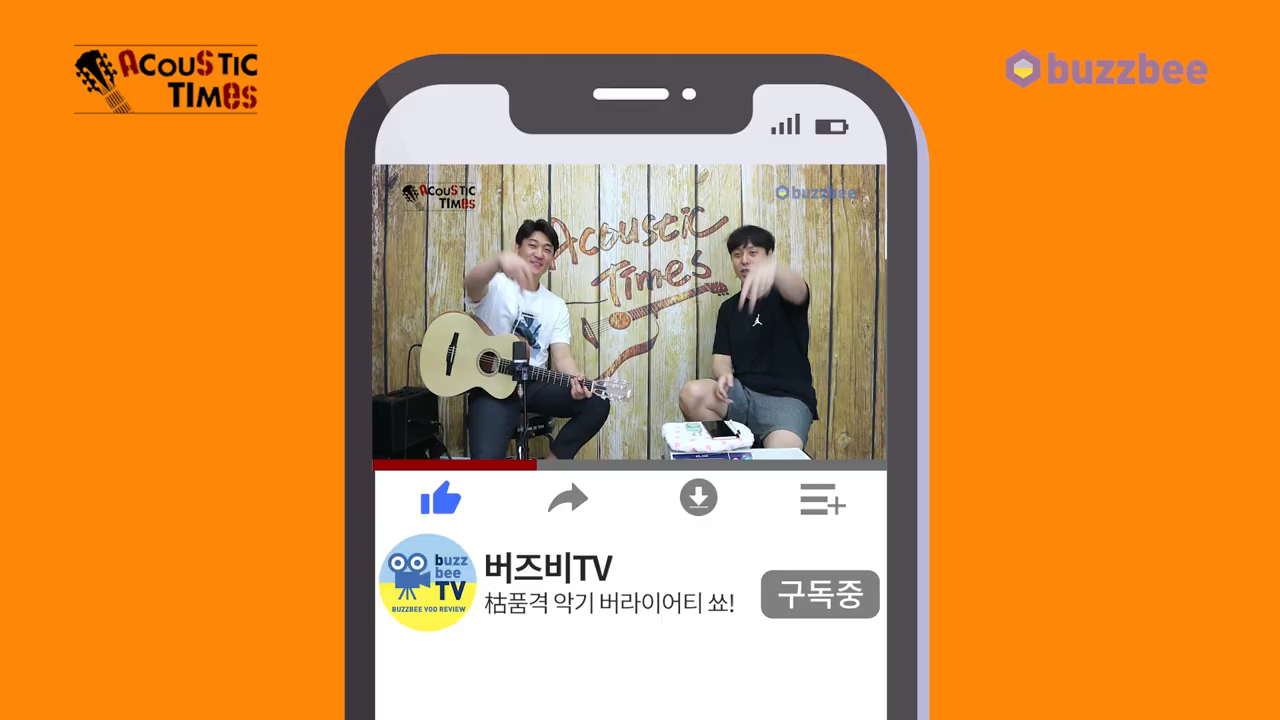 ACOUSTIC
TIMES
buzzbee
ACOUSTIC
TIMES
buzzbee
Acoustic
Times
buzz
bee
TV
BUZZBEE VOD REVIEW
버즈비TV
枯품격 악기 버라이어티 쑈!
구독중